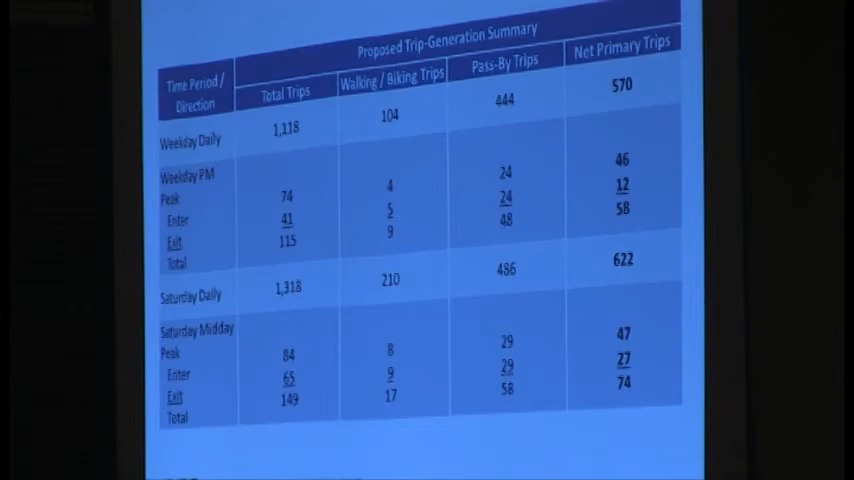 Proposed Trip-Generation Summary
Time Period / Direction Total Trips Walking / Biking Trips Pass-By Trips Net Primary Trips
Weekday Daily 1,118 104 444 570
Weekday PM Peak
Enter 74 4 24 46
Exit 41 5 24 12
Total 115 9 48 58
Saturday Daily 1,318 210 486 622
Saturday Midday Peak
Enter 84 8 29 47
Exit 65 9 29 27
Total 149 17 58 74